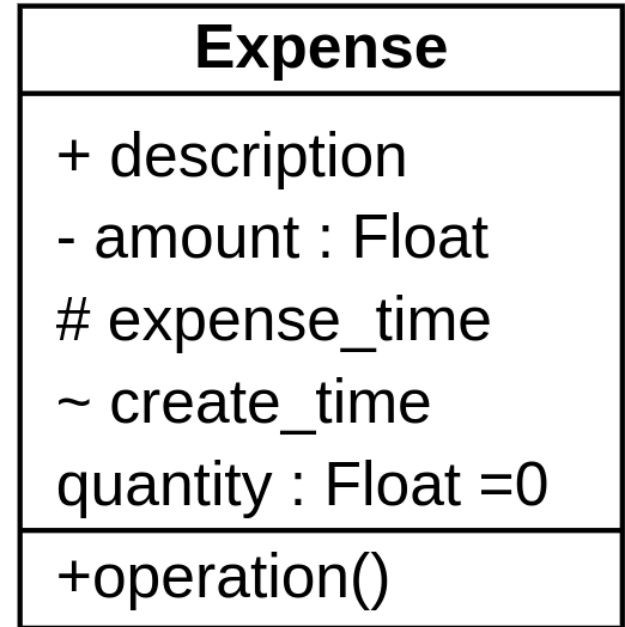 Expense
+ description
- amount : Float
# expense_time
~ create_time
quantity : Float =0
+operation()